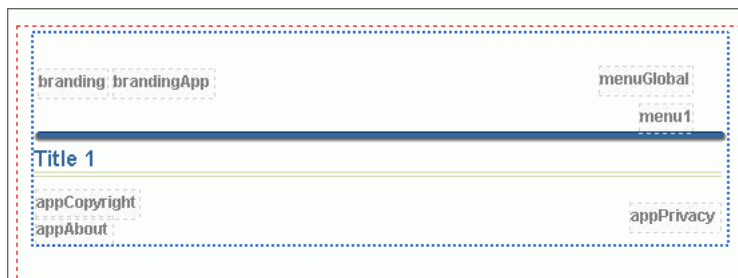 branding brandingApp menuGlobal
menu1
Title 1
appCopyright
appPrivacy
appAbout